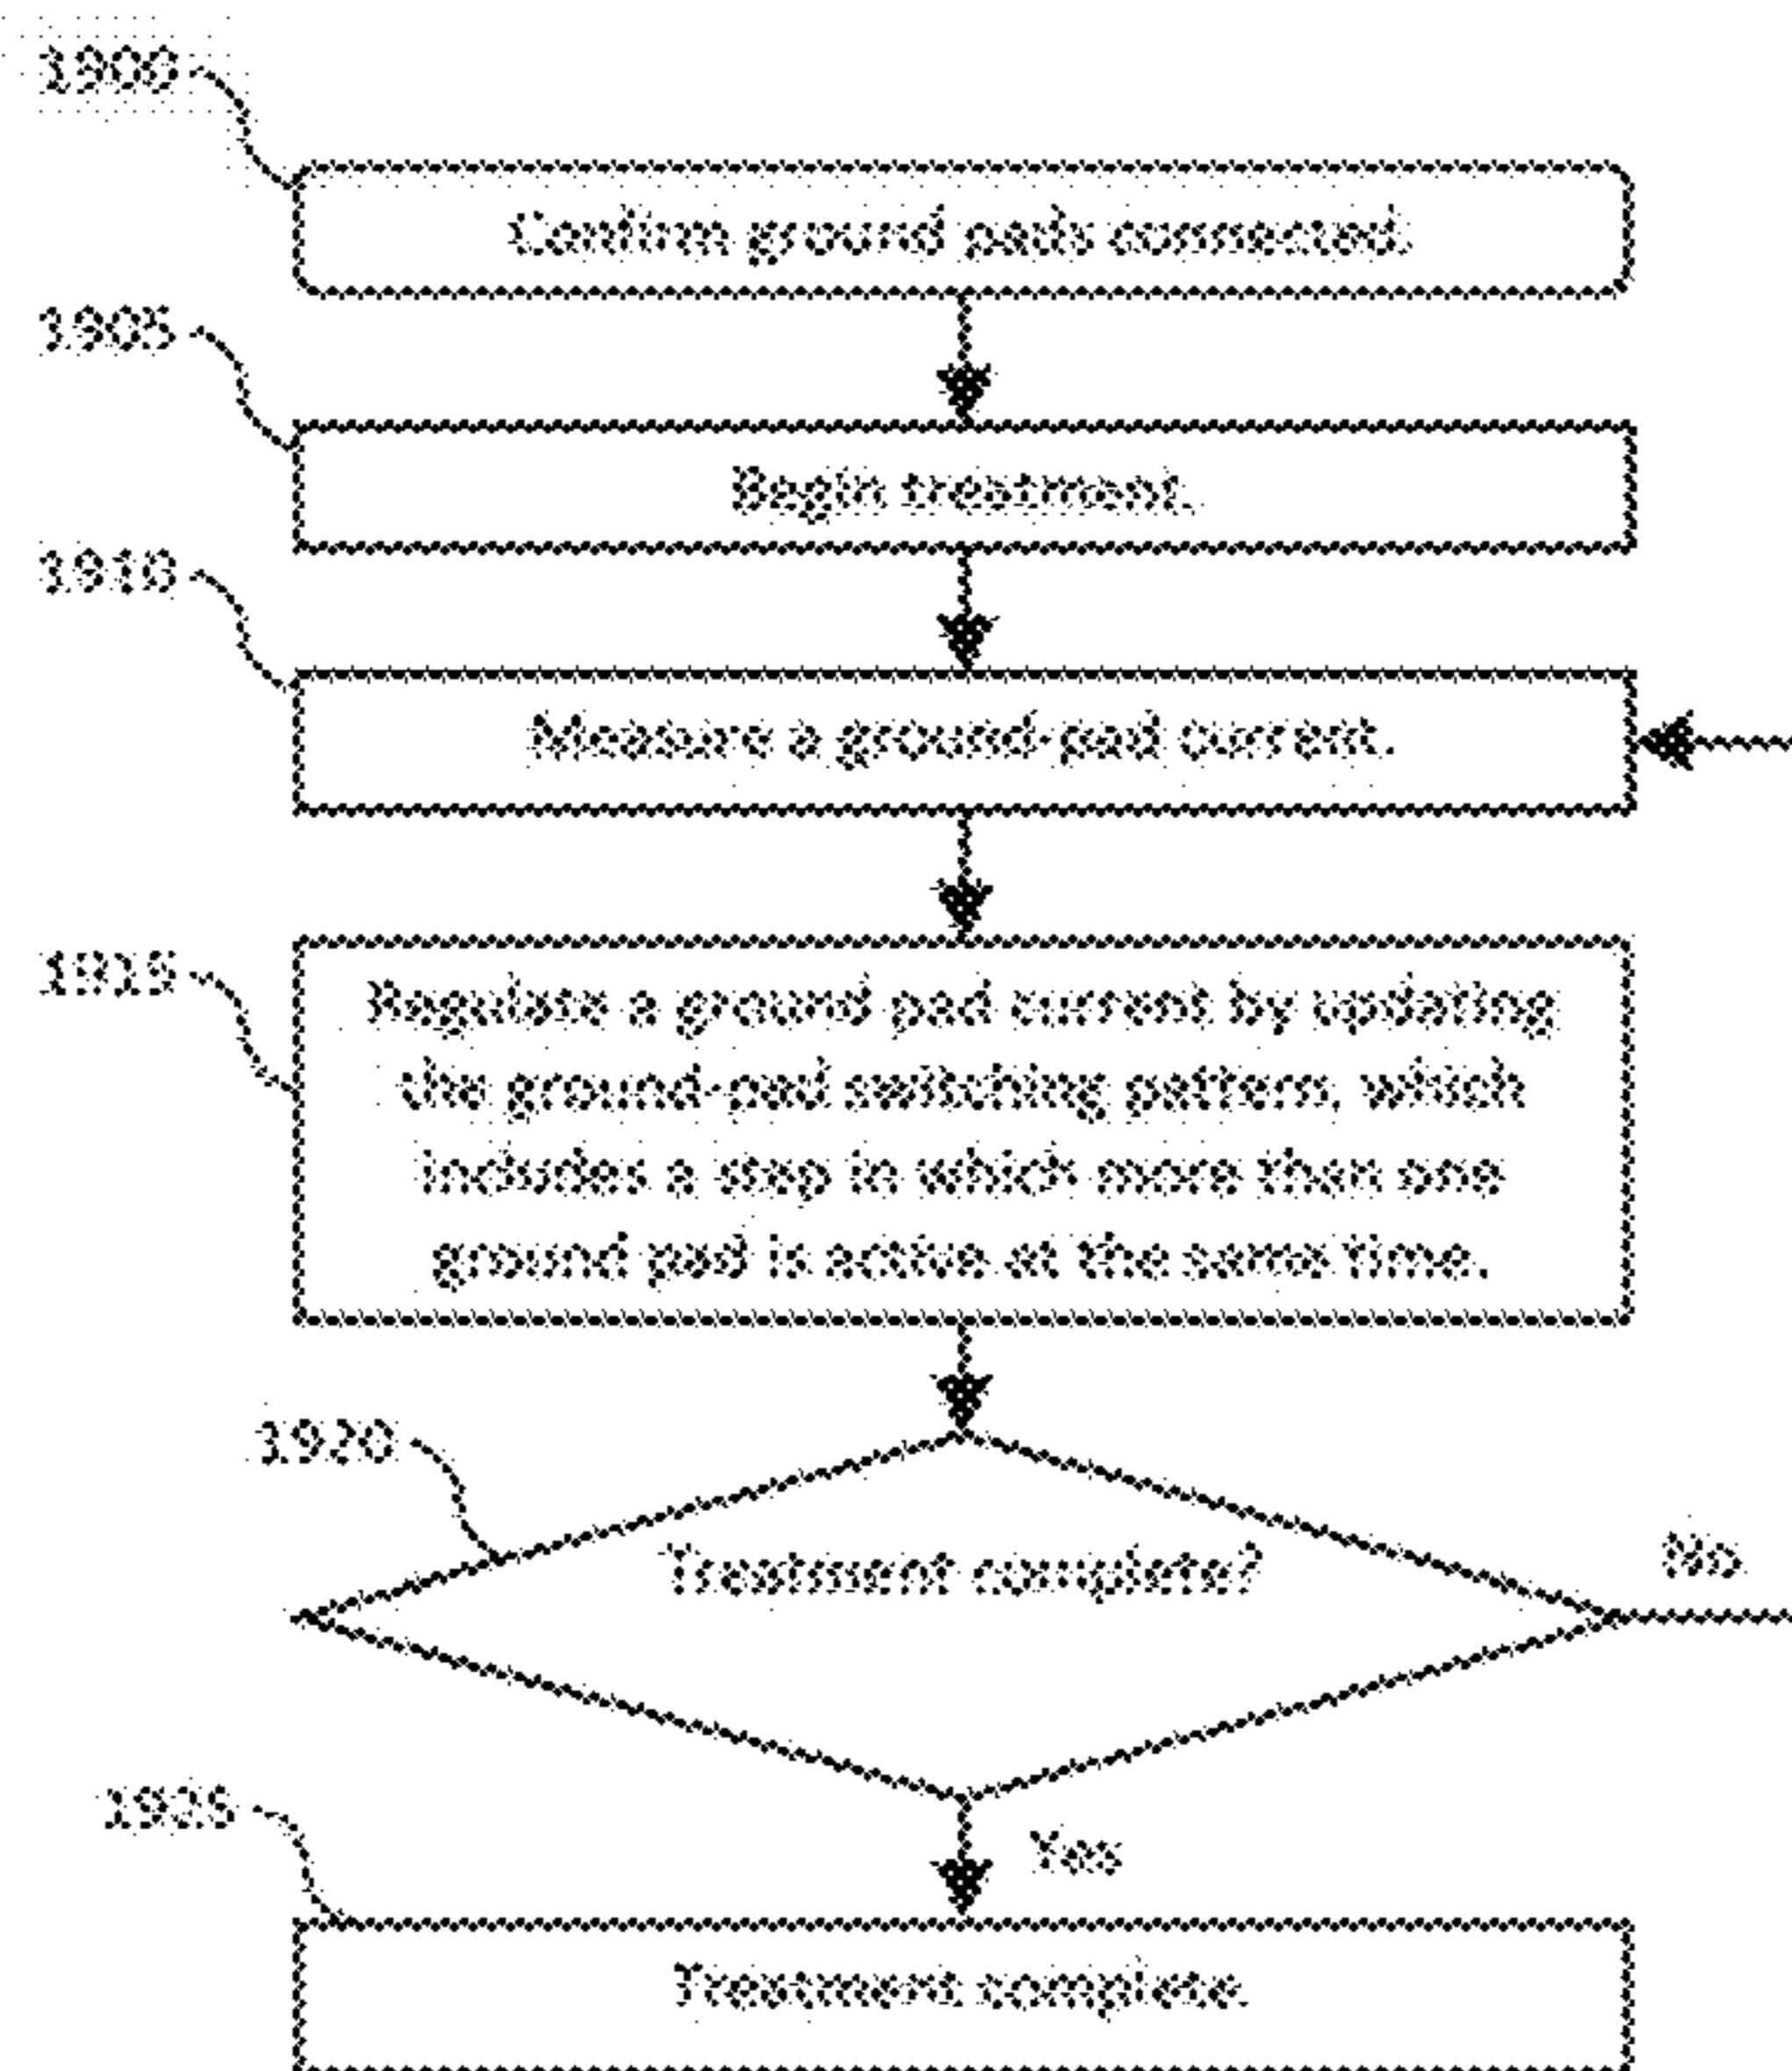 1900
Confirm ground pads connected.
1905
Begin treatment.
1910
Measure a ground-pad current.
1915
Regulate a ground pad current by updating
the ground-pad switching pattern, which
includes a step in which more than one
ground pad is active at the same time.
1920
Treatment complete?
No
Yes
1925
Treatment complete.